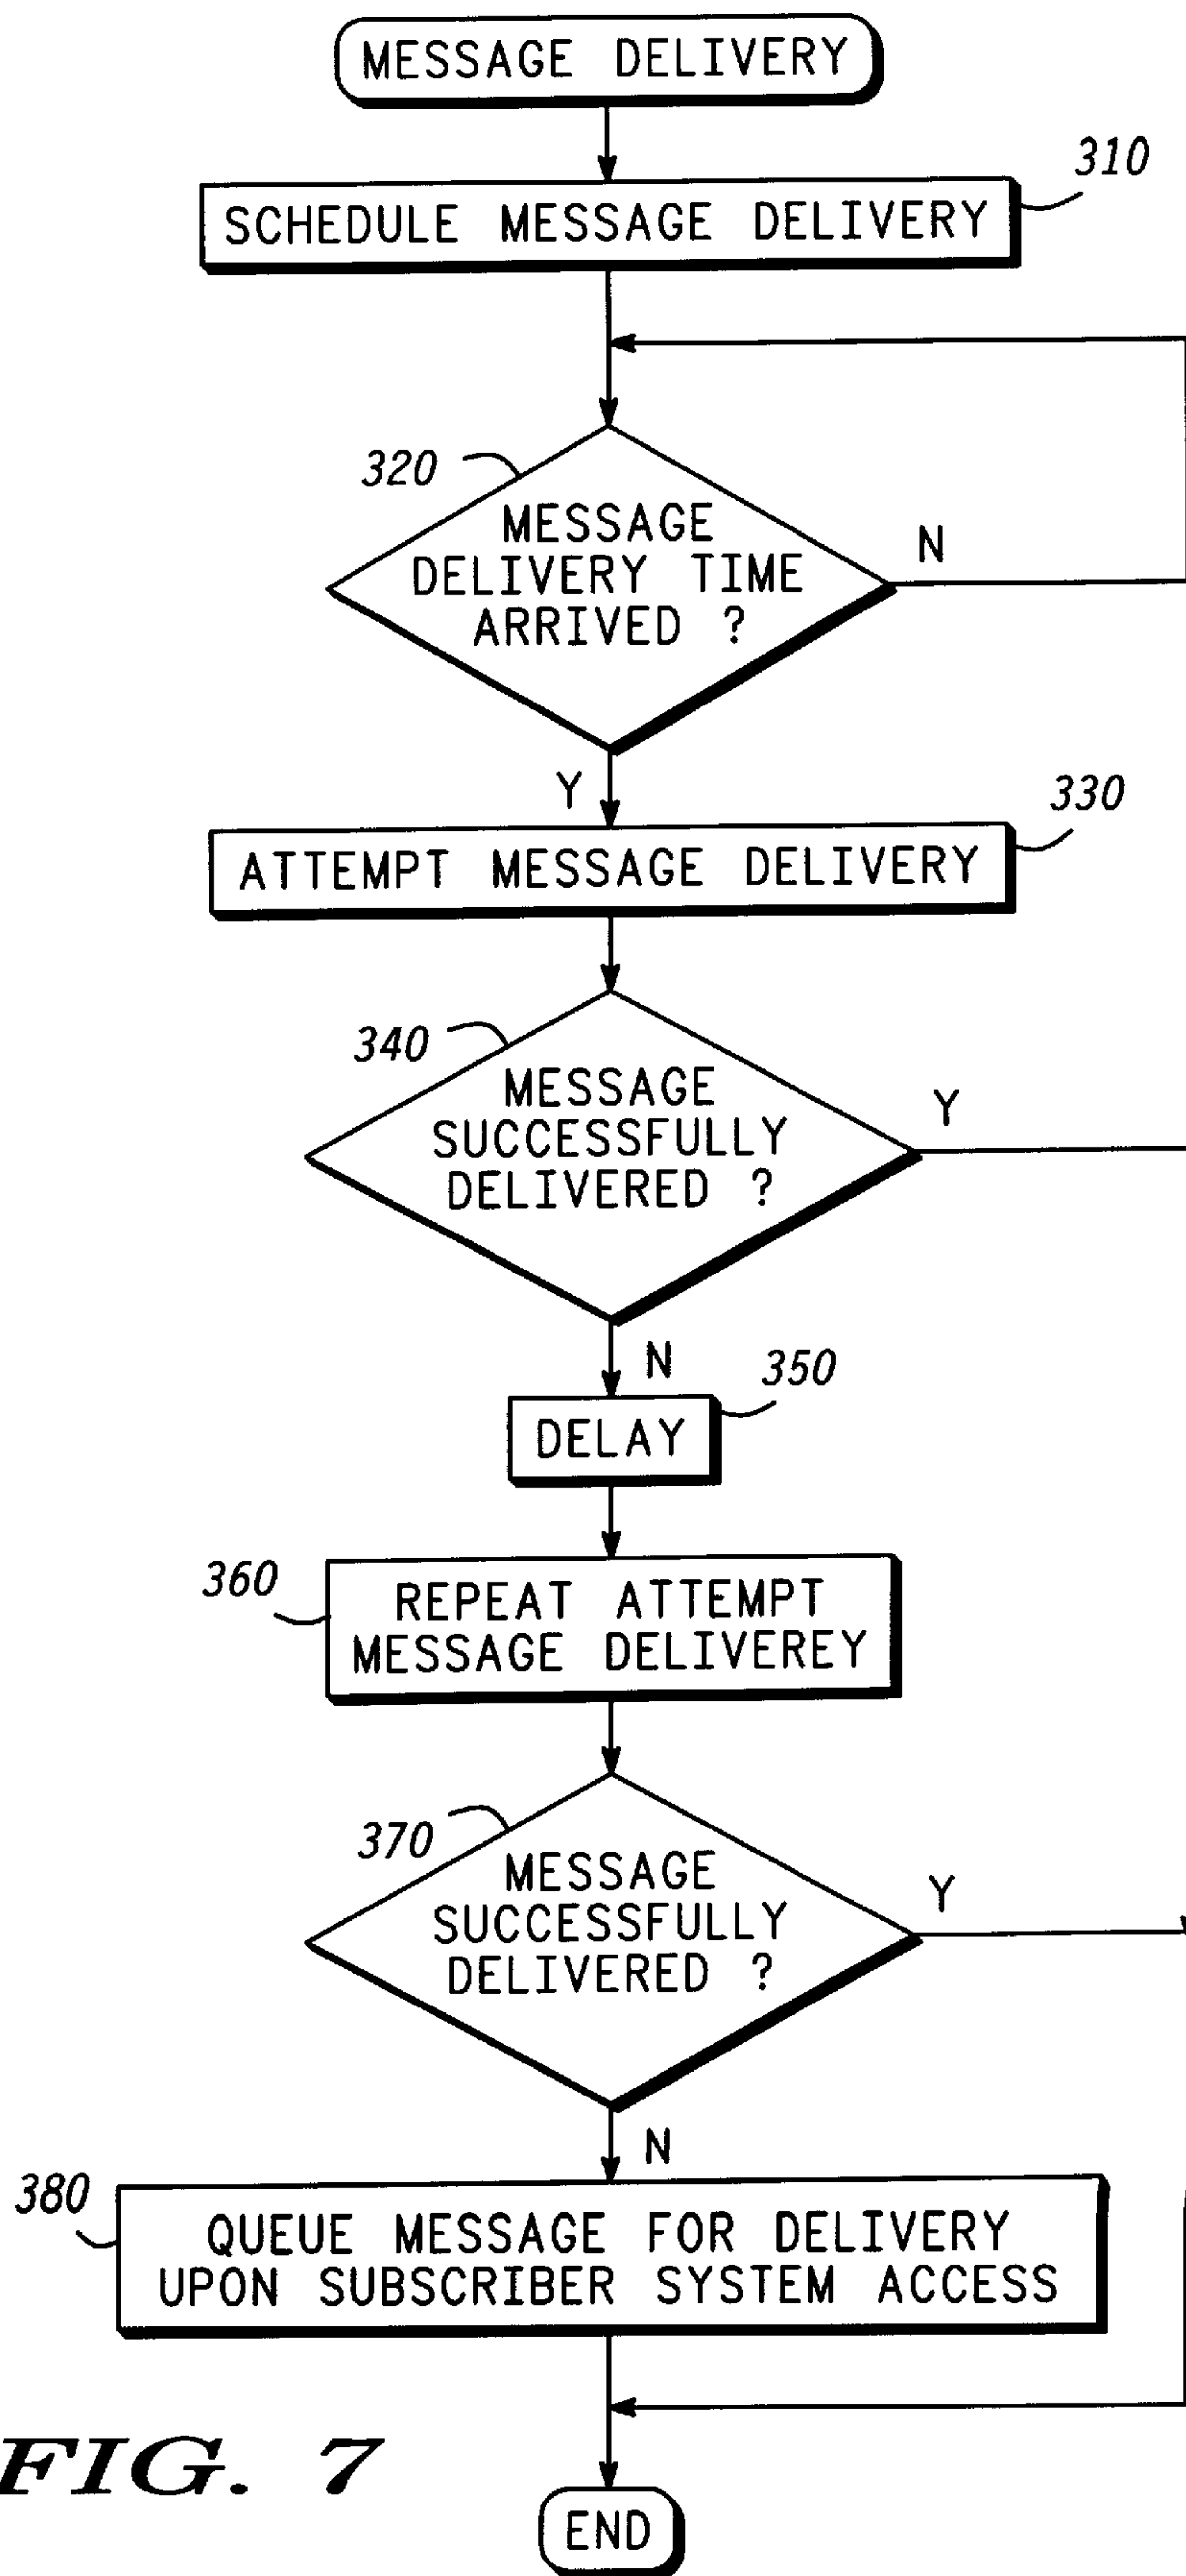 MESSAGE DELIVERY
310
SCHEDULE MESSAGE DELIVERY
320
MESSAGE
DELIVERY TIME
ARRIVED ?
N
Y
330
ATTEMPT MESSAGE DELIVERY
340
MESSAGE
SUCCESSFULLY
DELIVERED ?
Y
N
350
DELAY
360
REPEAT ATTEMPT
MESSAGE DELIVEREY
370
MESSAGE
SUCCESSFULLY
DELIVERED ?
Y
N
380
QUEUE MESSAGE FOR DELIVERY
UPON SUBSCRIBER SYSTEM ACCESS
FIG. 7
END